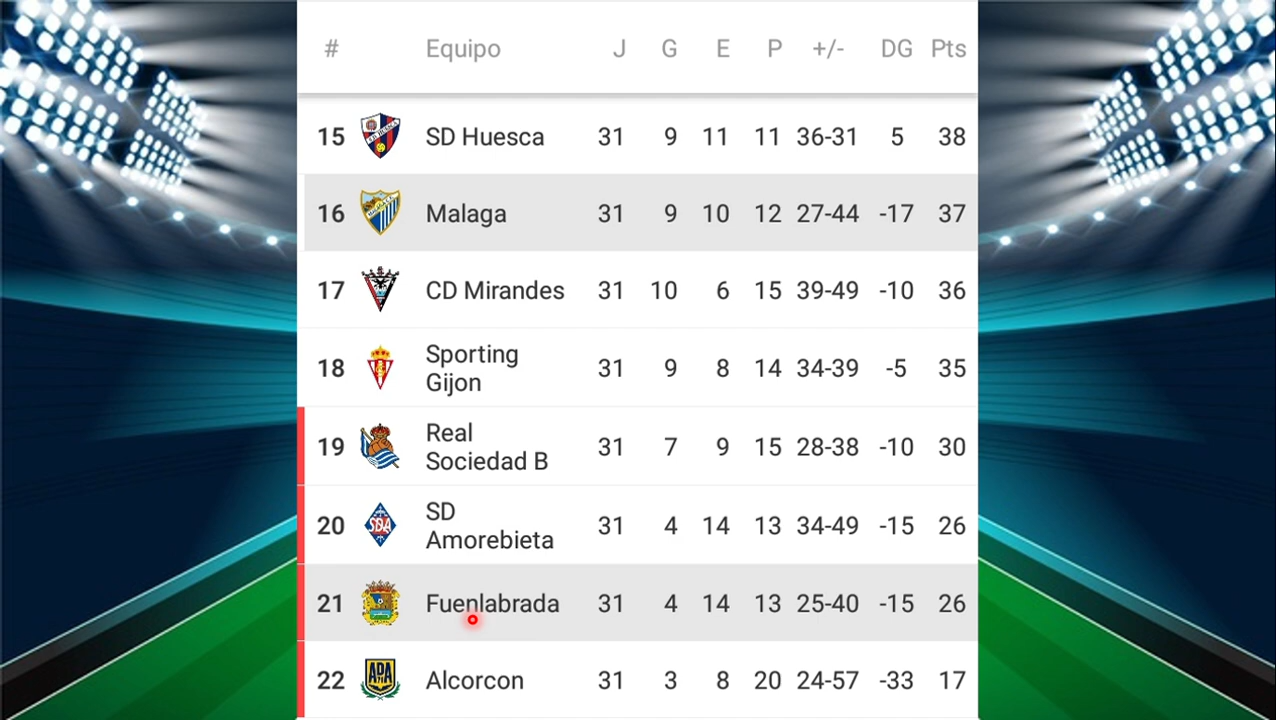 # Equipo J G E P +/- DG Pts
15 SD Huesca 31 9 11 11 36-31 5 38
16 Malaga 31 9 10 12 27-44 -17 37
17 CD Mirandes 31 10 6 15 39-49 -10 36
18 Sporting Gijon 31 9 8 14 34-39 -5 35
19 Real Sociedad B 31 7 9 15 28-38 -10 30
20 SD Amorebieta 31 4 14 13 34-49 -15 26
21 Fuenlabrada 31 4 14 13 25-40 -15 26
22 Alcorcon 31 3 8 20 24-57 -33 17